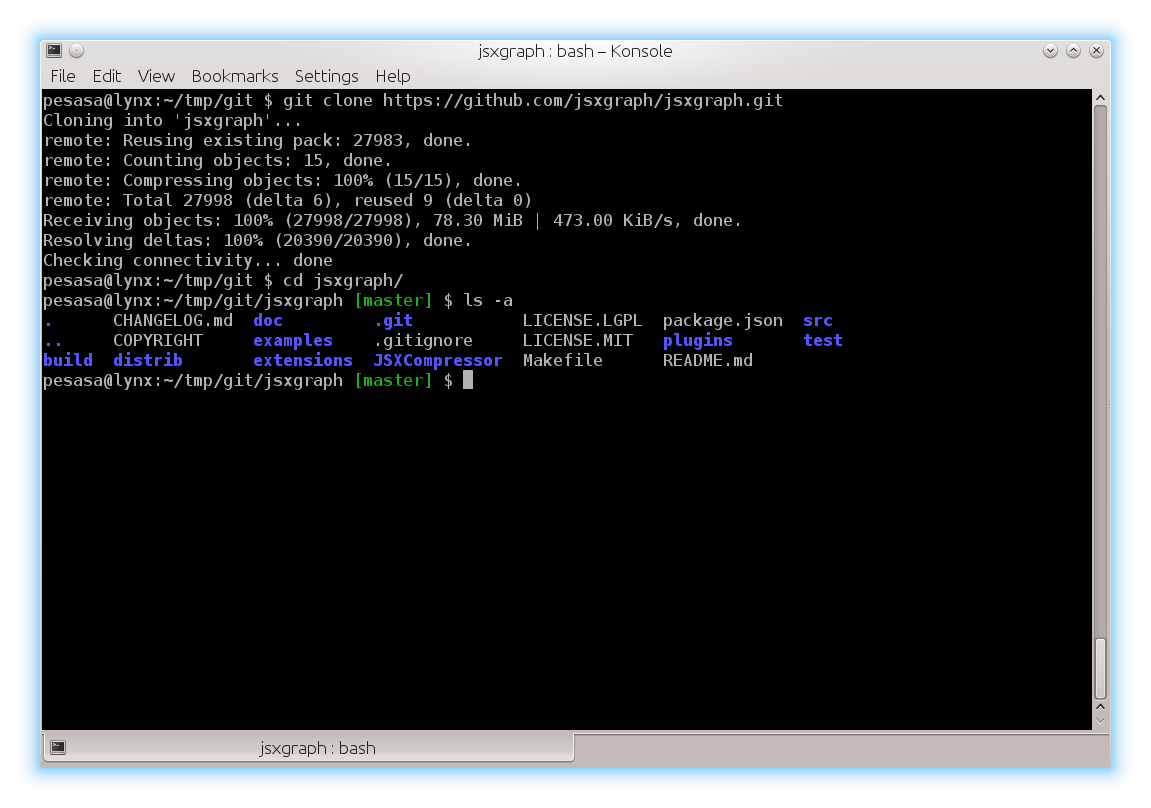 jsxgraph : bash – Konsole
File Edit View Bookmarks Settings Help
pesasa@lynx:~/tmp/git $ git clone https://github.com/jsxgraph/jsxgraph.git
Cloning into 'jsxgraph'...
remote: Reusing existing pack: 27983, done.
remote: Counting objects: 15, done.
remote: Compressing objects: 100% (15/15), done.
remote: Total 27998 (delta 6), reused 9 (delta 0)
Receiving objects: 100% (27998/27998), 78.30 MiB | 473.00 KiB/s, done.
Resolving deltas: 100% (20390/20390), done.
Checking connectivity... done
pesasa@lynx:~/tmp/git $ cd jsxgraph/
pesasa@lynx:~/tmp/git/jsxgraph [master] $ ls -a
.      CHANGELOG.md  doc         .git          LICENSE.LGPL  package.json  src
..     COPYRIGHT     examples    .gitignore    LICENSE.MIT   plugins       test
build  distrib       extensions  JSXCompressor  Makefile      README.md
pesasa@lynx:~/tmp/git/jsxgraph [master] $
jsxgraph : bash